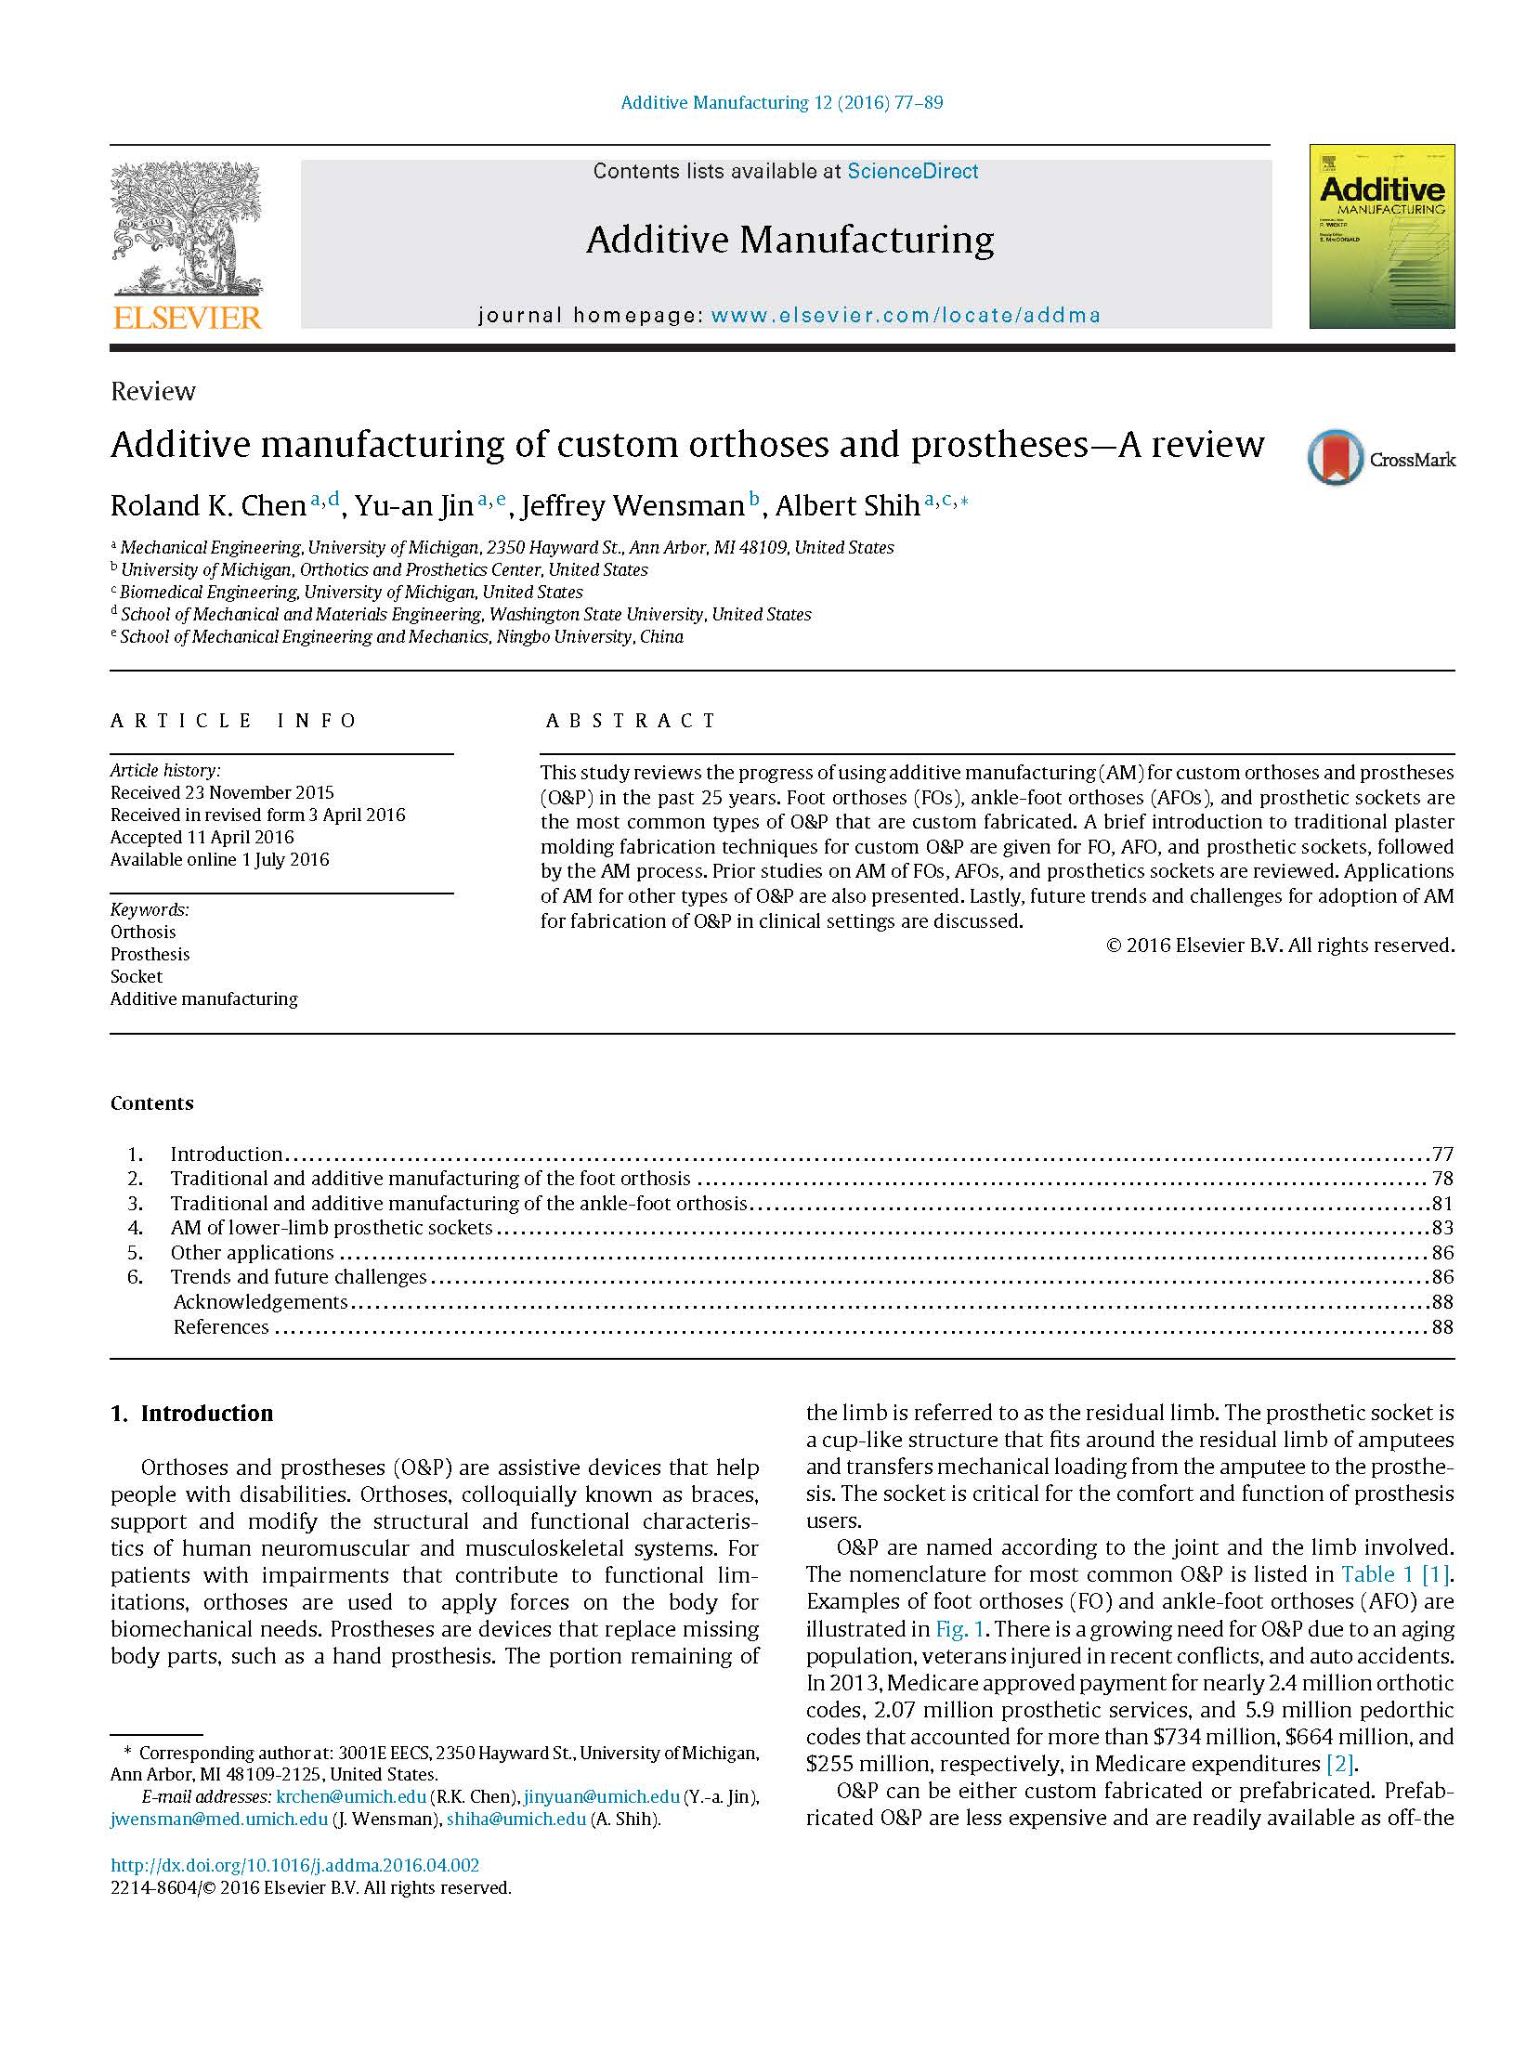 Additive Manufacturing 12 (2016) 77–89
Contents lists available at ScienceDirect
Additive Manufacturing
journal homepage: www.elsevier.com/locate/addma
ELSEVIER
Additive
MANUFACTURING
Review
Additive manufacturing of custom orthoses and prostheses—A review
CrossMark
Roland K. Chen a,d, Yu-an Jin a,e, Jeffrey Wensman b, Albert Shih a,c,*
a Mechanical Engineering, University of Michigan, 2350 Hayward St., Ann Arbor, MI 48109, United States
b University of Michigan, Orthotics and Prosthetics Center, United States
c Biomedical Engineering, University of Michigan, United States
d School of Mechanical and Materials Engineering, Washington State University, United States
e School of Mechanical Engineering and Mechanics, Ningbo University, China
ARTICLE INFO
Article history:
Received 23 November 2015
Received in revised form 3 April 2016
Accepted 11 April 2016
Available online 1 July 2016
Keywords:
Orthosis
Prosthesis
Socket
Additive manufacturing
ABSTRACT
This study reviews the progress of using additive manufacturing (AM) for custom orthoses and prostheses
(O&P) in the past 25 years. Foot orthoses (FOs), ankle-foot orthoses (AFOs), and prosthetic sockets are
the most common types of O&P that are custom fabricated. A brief introduction to traditional plaster
molding fabrication techniques for custom O&P are given for FO, AFO, and prosthetic sockets, followed
by the AM process. Prior studies on AM of FOs, AFOs, and prosthetics sockets are reviewed. Applications
of AM for other types of O&P are also presented. Lastly, future trends and challenges for adoption of AM
for fabrication of O&P in clinical settings are discussed.
© 2016 Elsevier B.V. All rights reserved.
Contents
1. Introduction 77
2. Traditional and additive manufacturing of the foot orthosis 78
3. Traditional and additive manufacturing of the ankle-foot orthosis 81
4. AM of lower-limb prosthetic sockets 83
5. Other applications 86
6. Trends and future challenges 86
Acknowledgements 88
References 88
1. Introduction
Orthoses and prostheses (O&P) are assistive devices that help
people with disabilities. Orthoses, colloquially known as braces,
support and modify the structural and functional characteris-
tics of human neuromuscular and musculoskeletal systems. For
patients with impairments that contribute to functional lim-
itations, orthoses are used to apply forces on the body for
biomechanical needs. Prostheses are devices that replace missing
body parts, such as a hand prosthesis. The portion remaining of
* Corresponding author at: 3001E EECS, 2350 Hayward St., University of Michigan,
Ann Arbor, MI 48109-2125, United States.
E-mail addresses: krchen@umich.edu (R.K. Chen), jinyuan@umich.edu (Y.-a. Jin),
jwensman@med.umich.edu (J. Wensman), shiha@umich.edu (A. Shih).
http://dx.doi.org/10.1016/j.addma.2016.04.002
2214-8604/© 2016 Elsevier B.V. All rights reserved.
the limb is referred to as the residual limb. The prosthetic socket is
a cup-like structure that fits around the residual limb of amputees
and transfers mechanical loading from the amputee to the prosthe-
sis. The socket is critical for the comfort and function of prosthesis
users.
O&P are named according to the joint and the limb involved.
The nomenclature for most common O&P is listed in Table 1 [1].
Examples of foot orthoses (FO) and ankle-foot orthoses (AFO) are
illustrated in Fig. 1. There is a growing need for O&P due to an aging
population, veterans injured in recent conflicts, and auto accidents.
In 2013, Medicare approved payment for nearly 2.4 million orthotic
codes, 2.07 million prosthetic services, and 5.9 million pedorthic
codes that accounted for more than $734 million, $664 million, and
$255 million, respectively, in Medicare expenditures [2].
O&P can be either custom fabricated or prefabricated. Prefab-
ricated O&P are less expensive and are readily available as off-the